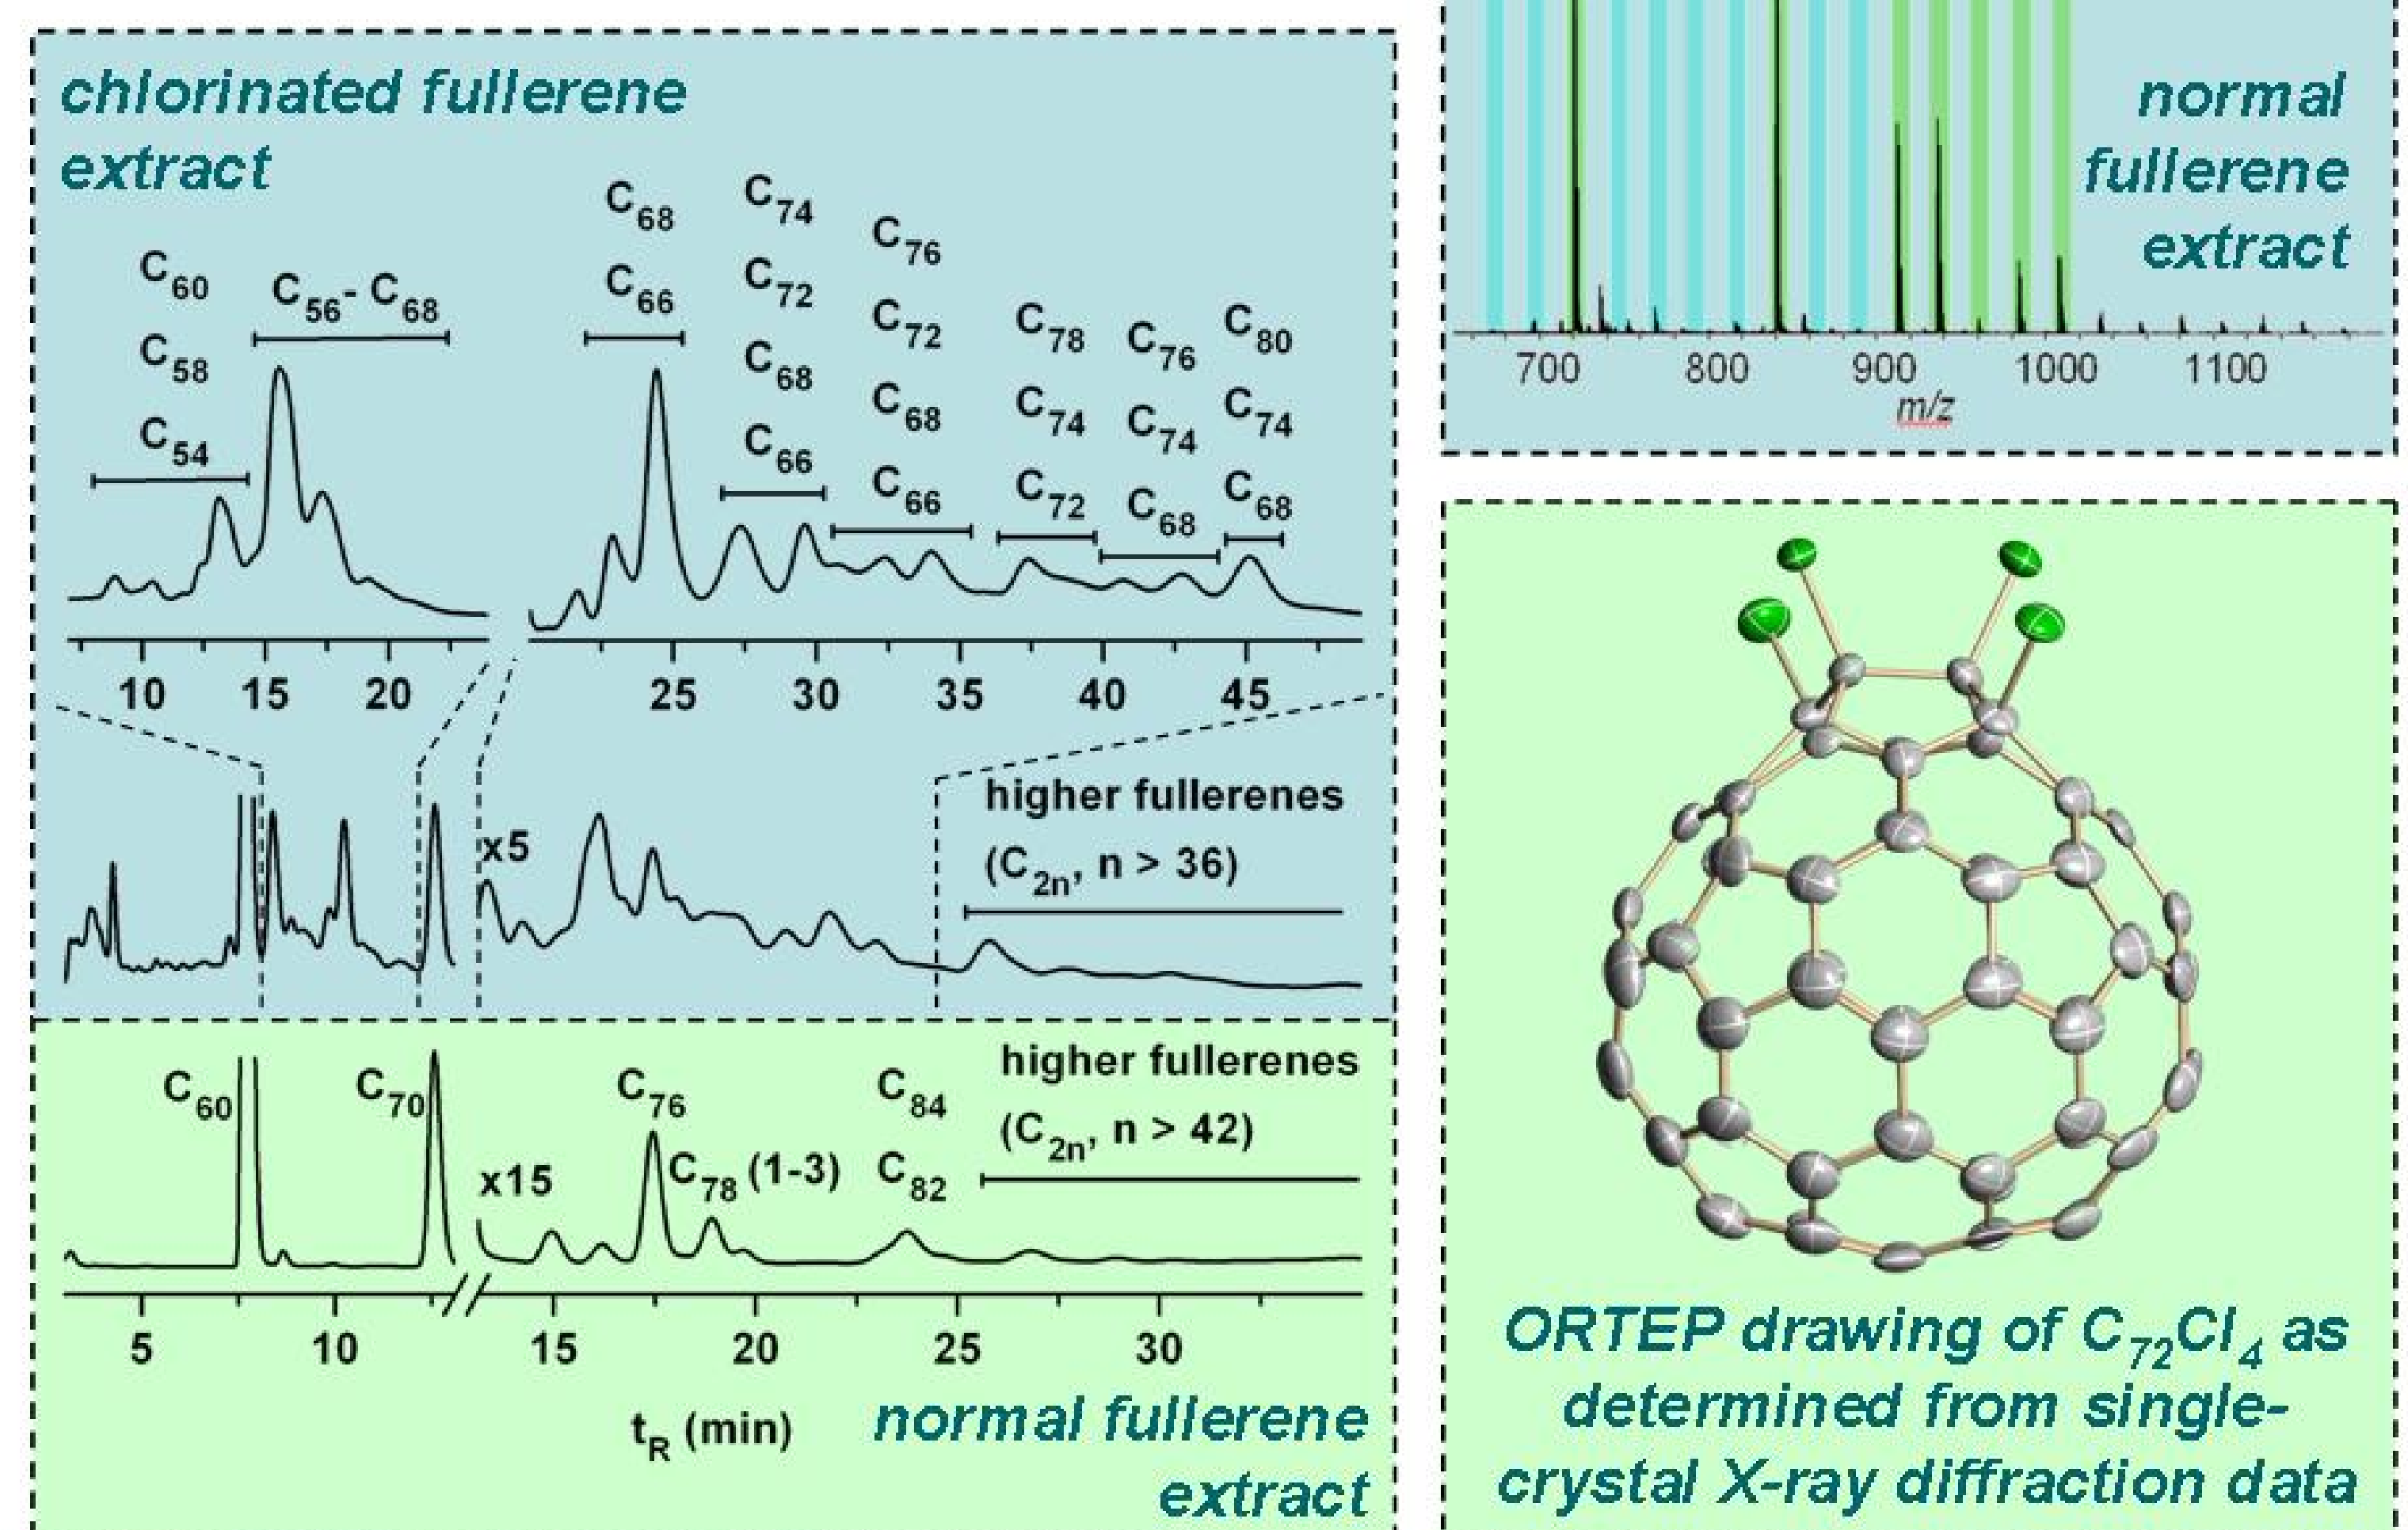 chlorinated fullerene
extract
C60
C58
C54
C56- C68
C68
C66
C74
C72
C68
C66
C76
C72
C68
C66
C78
C74
C72
C76
C74
C68
C80
C74
C68
10 15 20 25 30 35 40 45
x5
higher fullerenes
(C2n, n > 36)
C60
C70
x15
C76
C78 (1-3)
C84
C82
higher fullerenes
(C2n, n > 42)
5 10 15 20 25 30
tR (min)
normal fullerene
extract
normal
fullerene
extract
700 800 900 1000 1100
m/z
ORTEP drawing of C72Cl4 as
determined from single-
crystal X-ray diffraction data